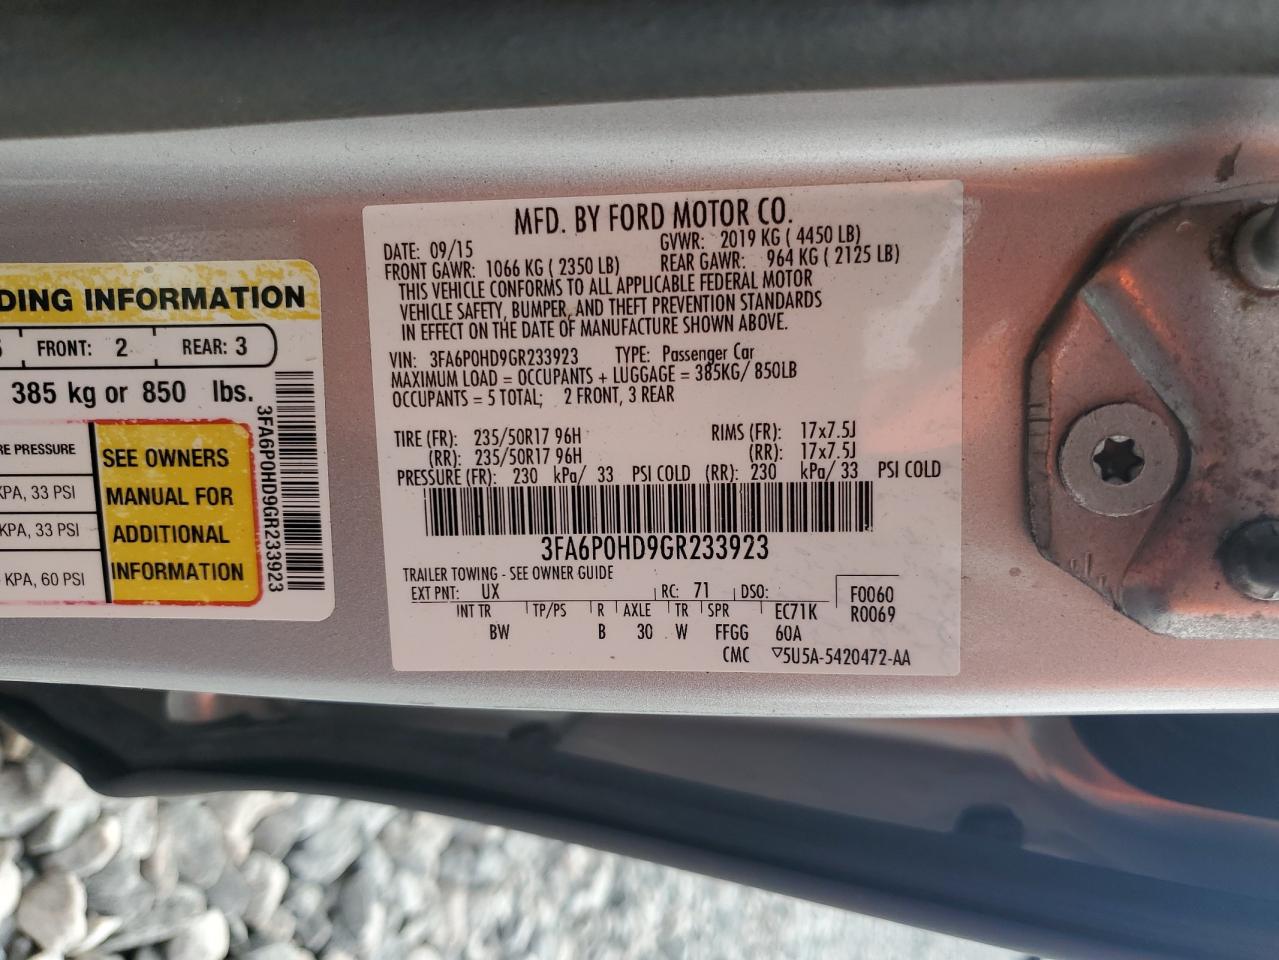 DING INFORMATION
FRONT: 2 REAR: 3
385 kg or 850 lbs.
RE PRESSURE
KPA, 33 PSI
KPA, 33 PSI
KPA, 60 PSI
SEE OWNERS
MANUAL FOR
ADDITIONAL
INFORMATION
3FA6P0HD9GR233923
MFD. BY FORD MOTOR CO.
DATE: 09/15 GVWR: 2019 KG ( 4450 LB)
FRONT GAWR: 1066 KG ( 2350 LB) REAR GAWR: 964 KG ( 2125 LB)
THIS VEHICLE CONFORMS TO ALL APPLICABLE FEDERAL MOTOR
VEHICLE SAFETY, BUMPER, AND THEFT PREVENTION STANDARDS
IN EFFECT ON THE DATE OF MANUFACTURE SHOWN ABOVE.
VIN: 3FA6P0HD9GR233923 TYPE: Passenger Car
MAXIMUM LOAD = OCCUPANTS + LUGGAGE = 385KG/ 850LB
OCCUPANTS = 5 TOTAL; 2 FRONT, 3 REAR
TIRE (FR): 235/50R17 96H RIMS (FR): 17x7.5J
(RR): 235/50R17 96H (RR): 17x7.5J
PRESSURE (FR): 230 kPa/ 33 PSI COLD (RR): 230 kPa/ 33 PSI COLD
3FA6P0HD9GR233923
TRAILER TOWING - SEE OWNER GUIDE
EXT PNT: UX RC: 71 DSO: F0060
INT TR TP/PS R AXLE TR SPR EC71K R0069
BW B 30 W FFGG 60A
CMC ▽5U5A-5420472-AA